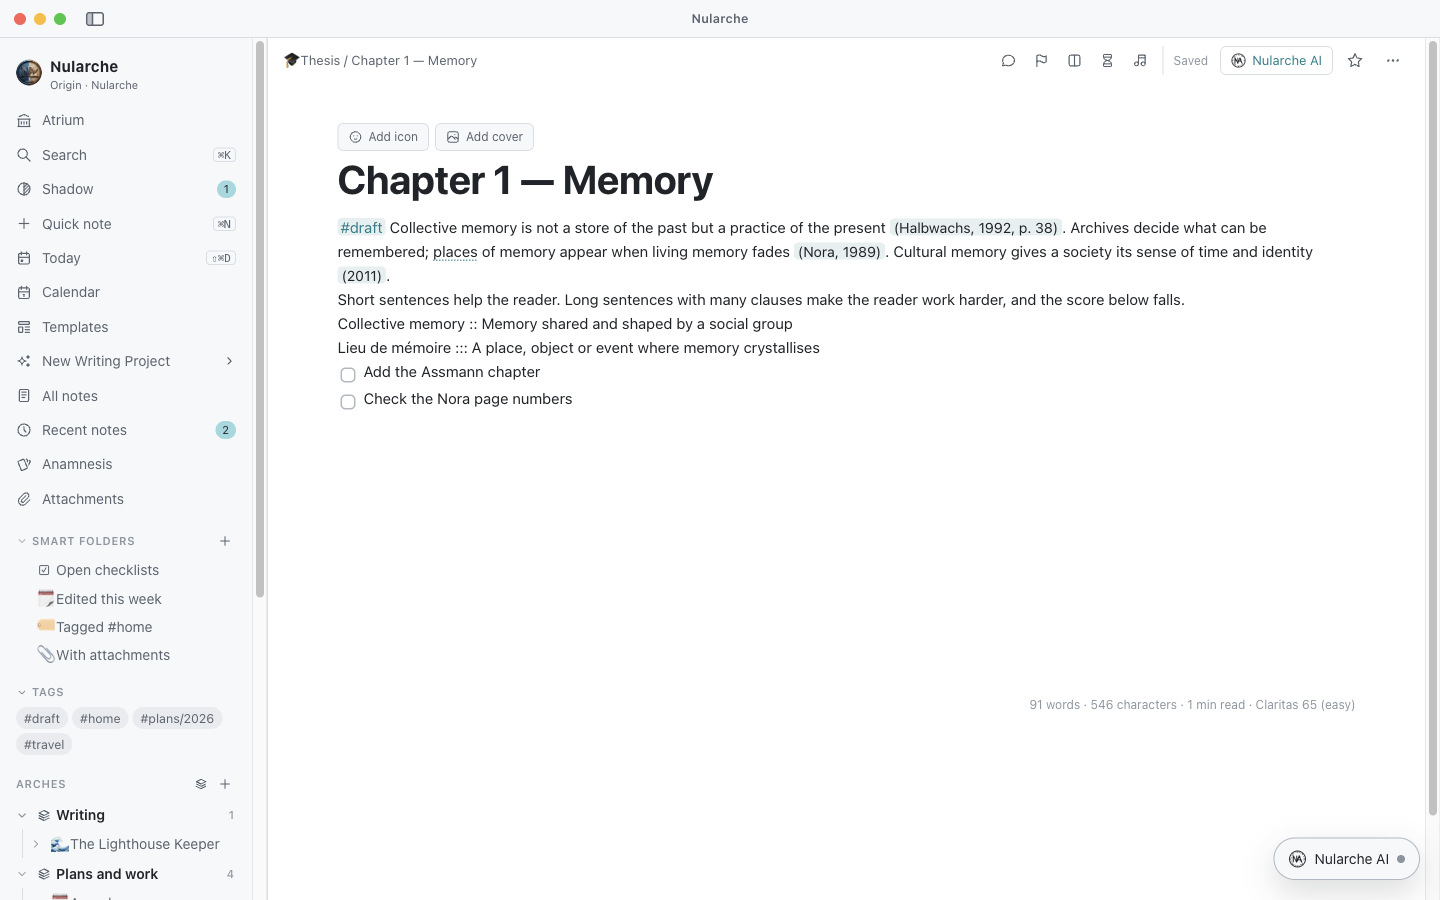 Nularche
Nularche
Origin · Nularche
Atrium
Search ⌘K
Shadow 1
Quick note ⌘N
Today ⇧⌘D
Calendar
Templates
New Writing Project
All notes
Recent notes 2
Anamnesis
Attachments
SMART FOLDERS
Open checklists
Edited this week
Tagged #home
With attachments
TAGS
#draft #home #plans/2026
#travel
ARCHES
Writing 1
The Lighthouse Keeper
Plans and work 4
Thesis / Chapter 1 — Memory
Saved
Nularche AI
Add icon Add cover
Chapter 1 — Memory
#draft Collective memory is not a store of the past but a practice of the present (Halbwachs, 1992, p. 38). Archives decide what can be
remembered; places of memory appear when living memory fades (Nora, 1989). Cultural memory gives a society its sense of time and identity
(2011).
Short sentences help the reader. Long sentences with many clauses make the reader work harder, and the score below falls.
Collective memory :: Memory shared and shaped by a social group
Lieu de mémoire ::: A place, object or event where memory crystallises
Add the Assmann chapter
Check the Nora page numbers
91 words · 546 characters · 1 min read · Claritas 65 (easy)
Nularche AI